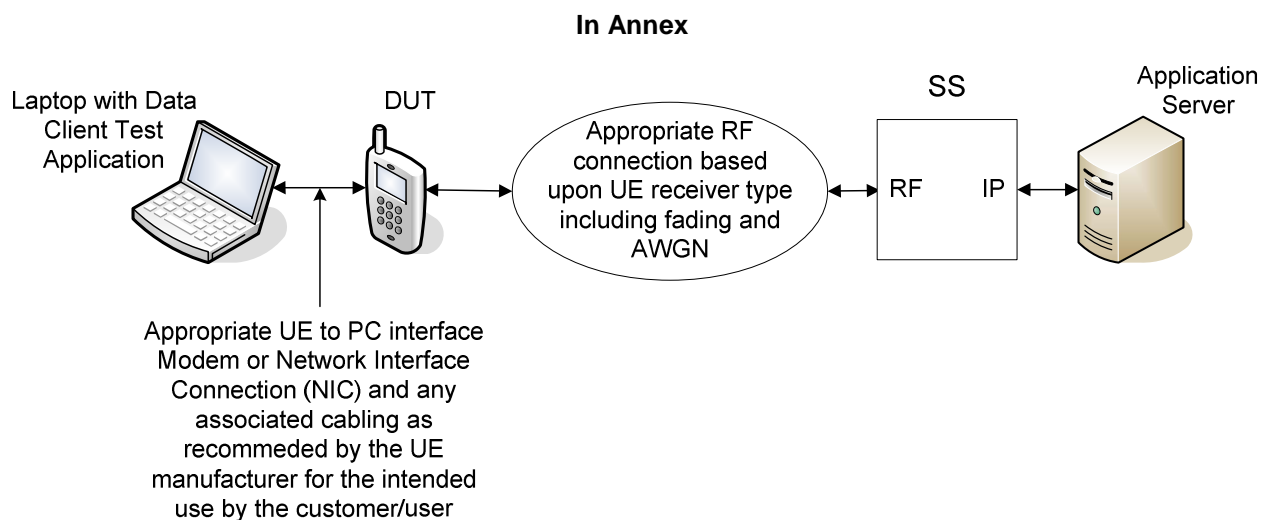 In Annex
Laptop with Data
Client Test
Application
DUT
Appropriate RF
connection based
upon UE receiver type
including fading and
AWGN
SS
RF
IP
Application
Server
Appropriate UE to PC interface
Modem or Network Interface
Connection (NIC) and any
associated cabling as
recommeded by the UE
manufacturer for the intended
use by the customer/user